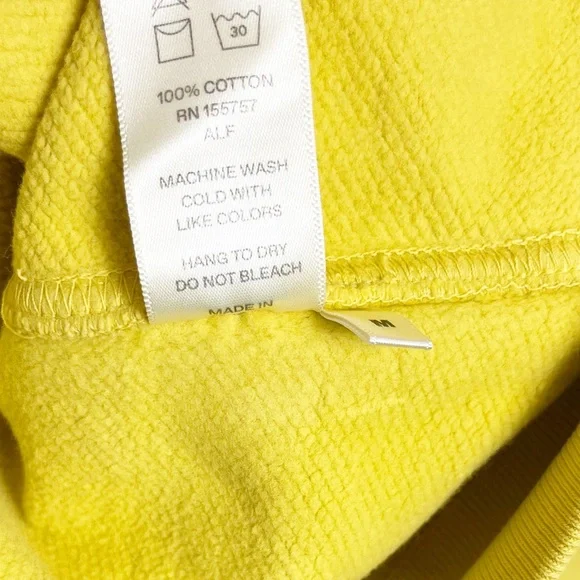 30
100% COTTON
RN 155757
ALF
MACHINE WASH
COLD WITH
LIKE COLORS
HANG TO DRY
DO NOT BLEACH
MADE IN
M